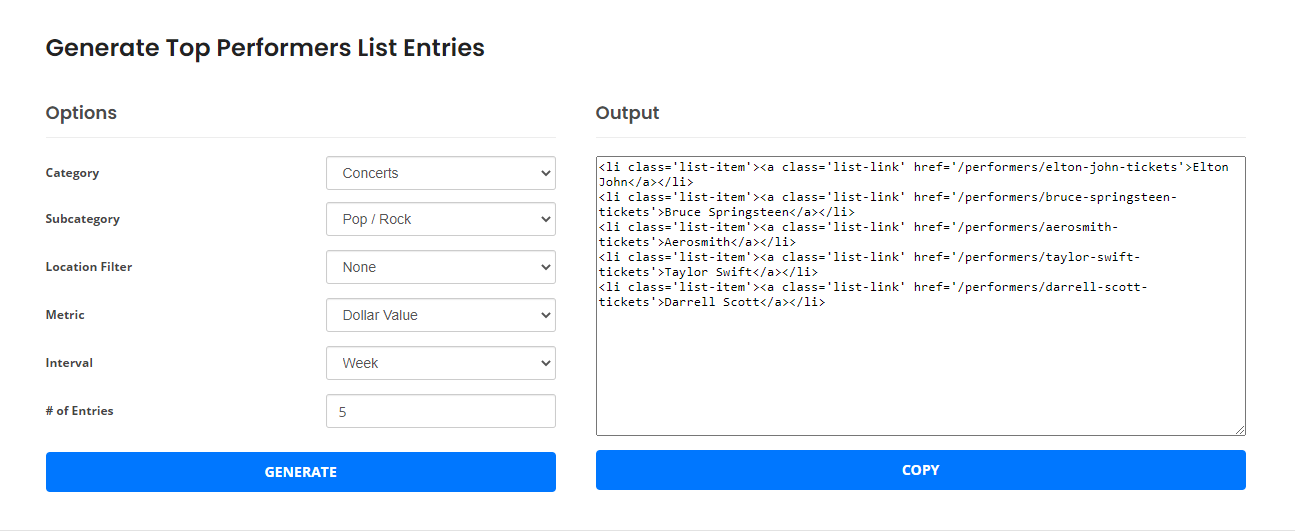 Generate Top Performers List Entries
Options
Category
Concerts
Subcategory
Pop / Rock
Location Filter
None
Metric
Dollar Value
Interval
Week
# of Entries
5
GENERATE
Output
<li class='list-item'><a class='list-link' href='/performers/elton-john-tickets'>Elton
John</a></li>
<li class='list-item'><a class='list-link' href='/performers/bruce-springsteen-
tickets'>Bruce Springsteen</a></li>
<li class='list-item'><a class='list-link' href='/performers/aerosmith-
tickets'>Aerosmith</a></li>
<li class='list-item'><a class='list-link' href='/performers/taylor-swift-
tickets'>Taylor Swift</a></li>
<li class='list-item'><a class='list-link' href='/performers/darrell-scott-
tickets'>Darrell Scott</a></li>
COPY